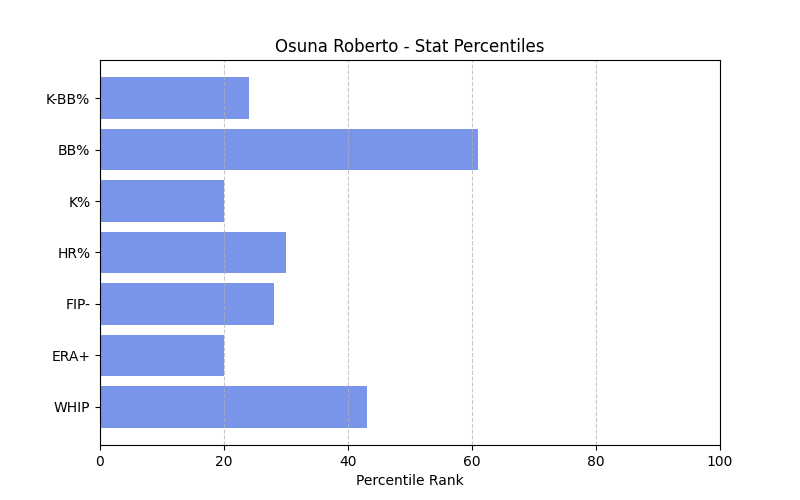 Osuna Roberto - Stat Percentiles
K-BB%
BB%
K%
HR%
FIP-
ERA+
WHIP
0 20 40 60 80 100
Percentile Rank